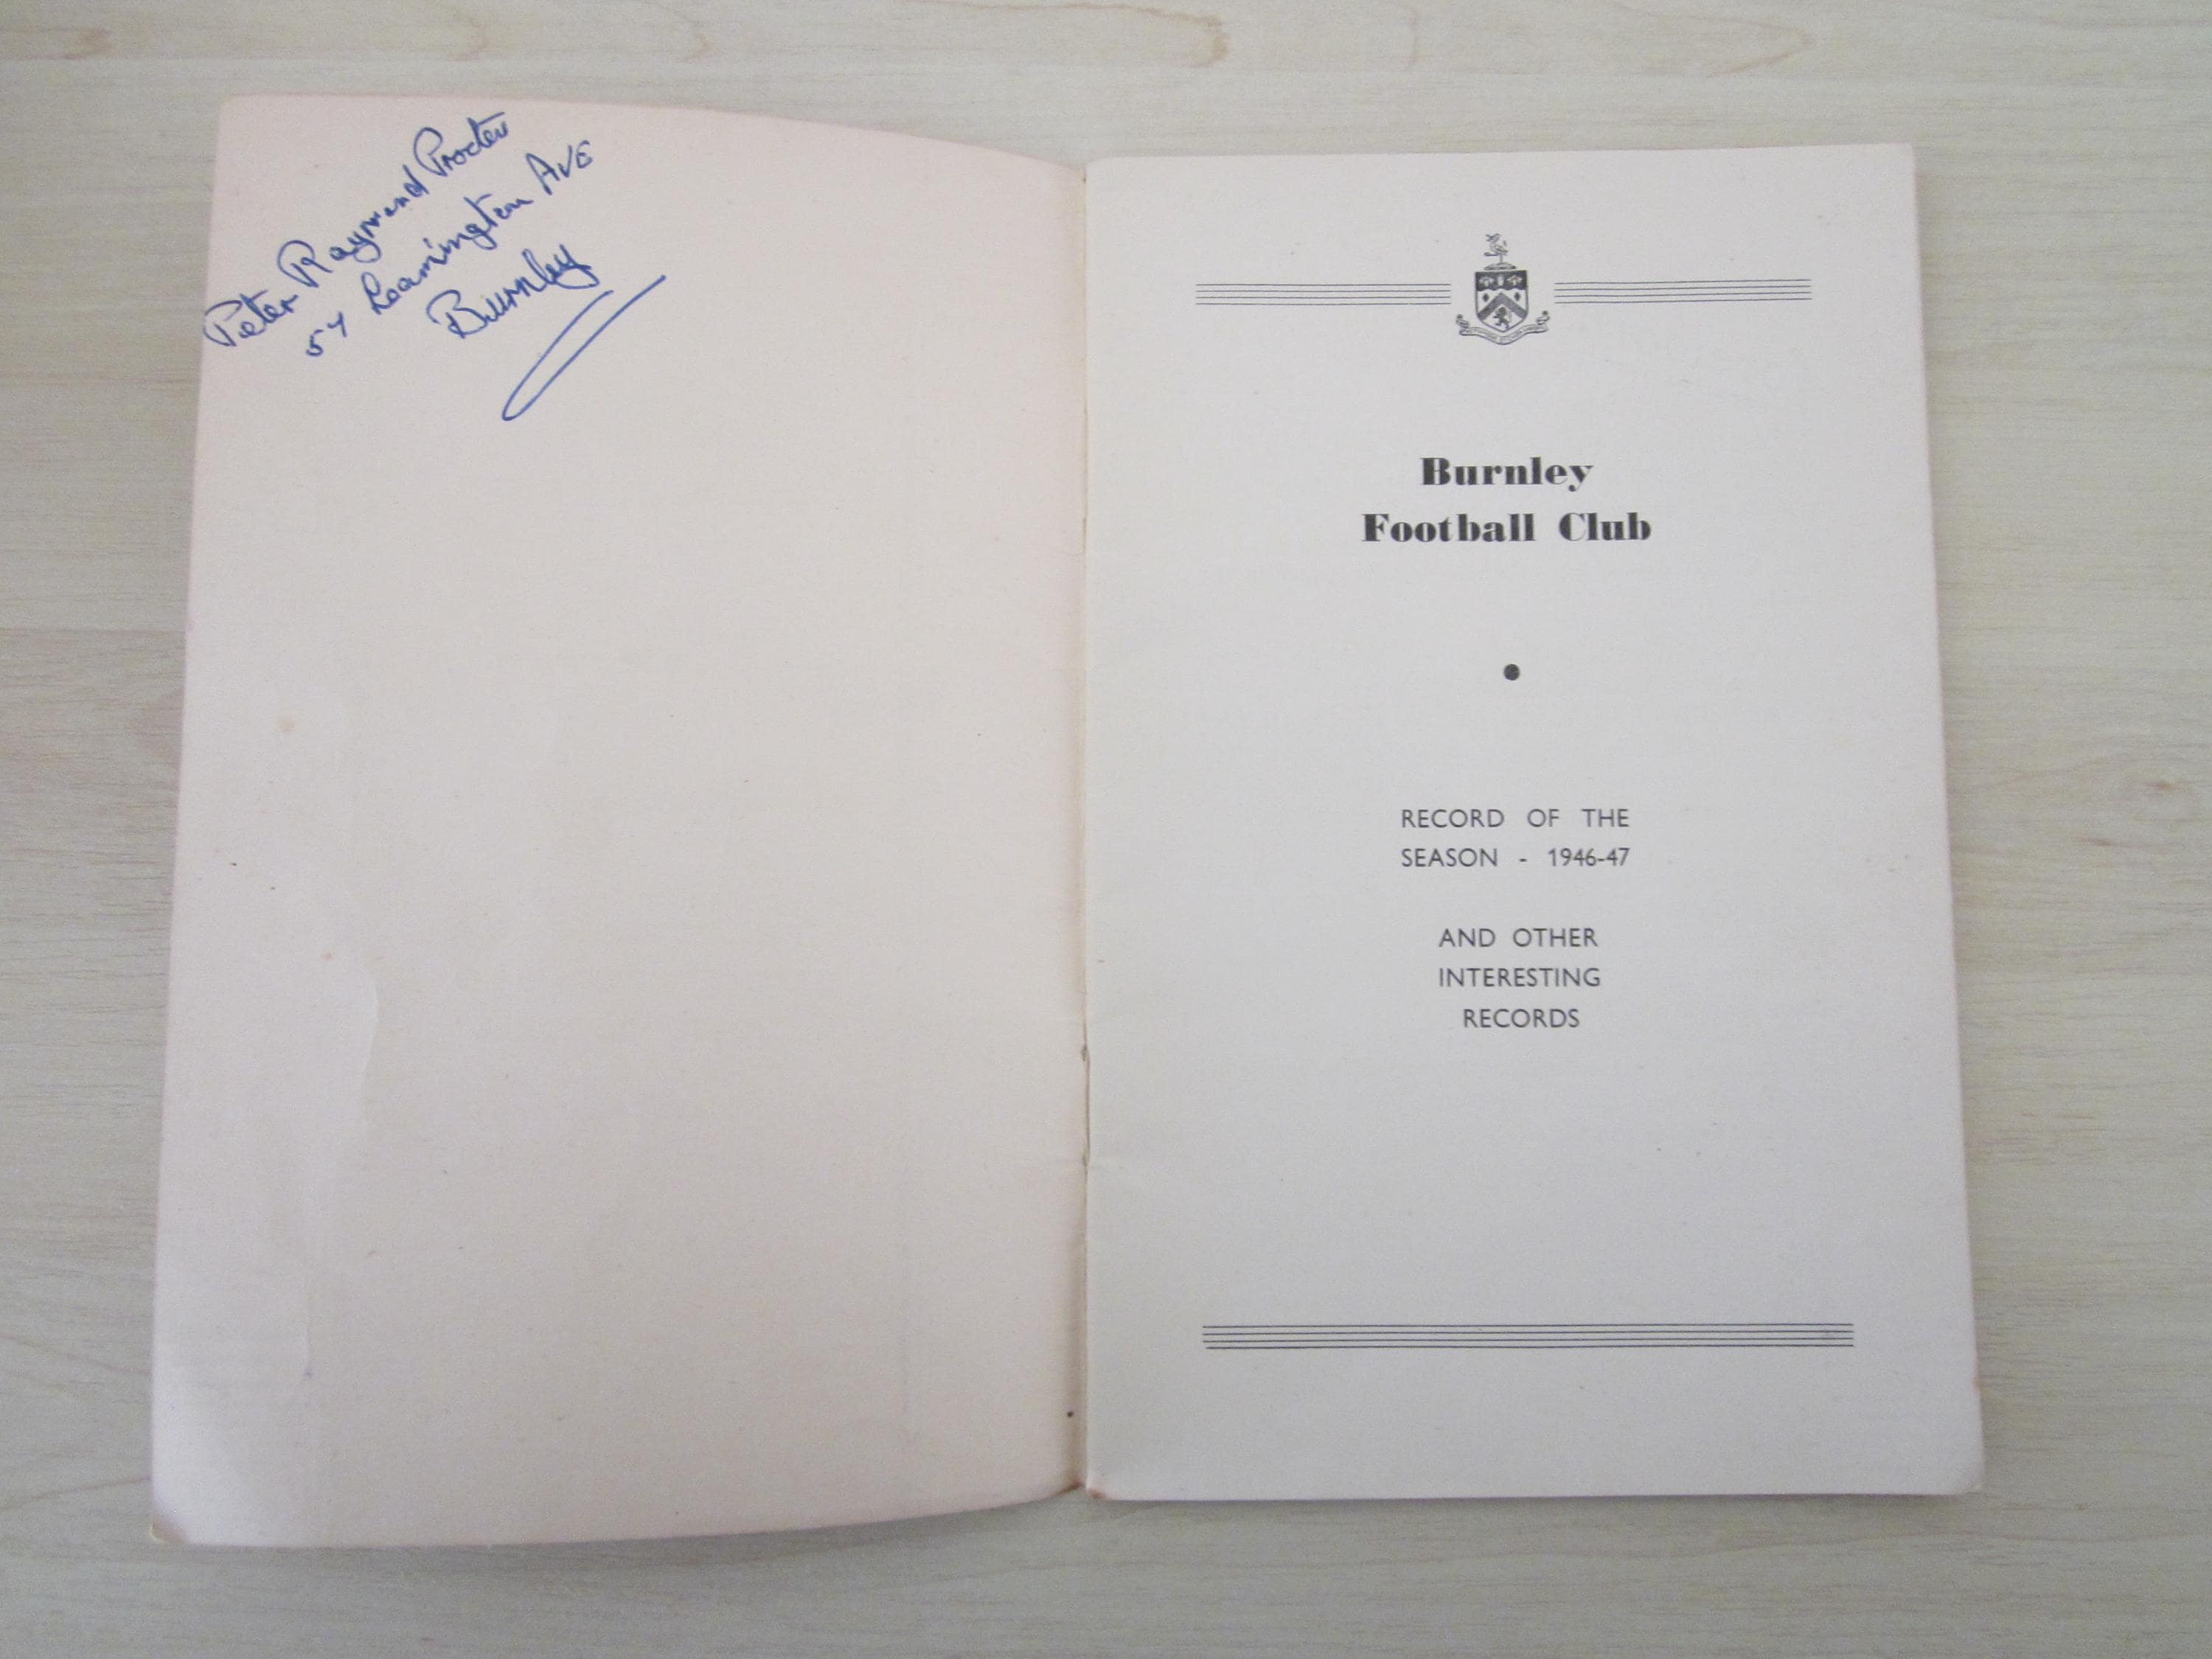 Peter Raymond Procter
57 Leamington AVE
Burnley
Burnley
Football Club
RECORD OF THE
SEASON - 1946-47
AND OTHER
INTERESTING
RECORDS